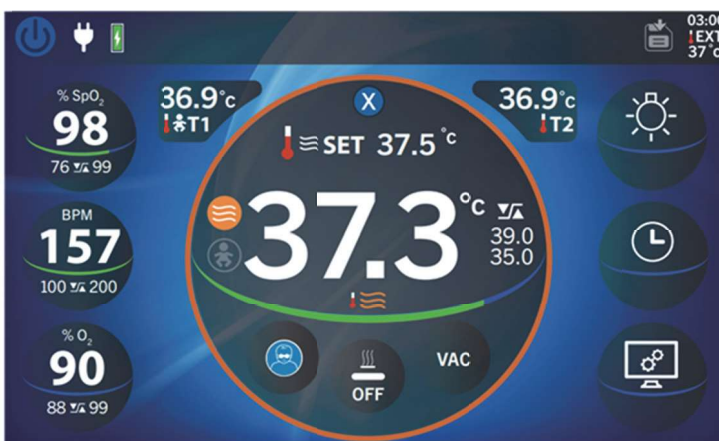 03:00
EXT
37 °C
% SpO₂
98
76 99
36.9°C
T1
X
36.9°C
T2
SET 37.5 °C
BPM
157
100 200
37.3 °C
39.0
35.0
% O₂
90
88 99
OFF
VAC